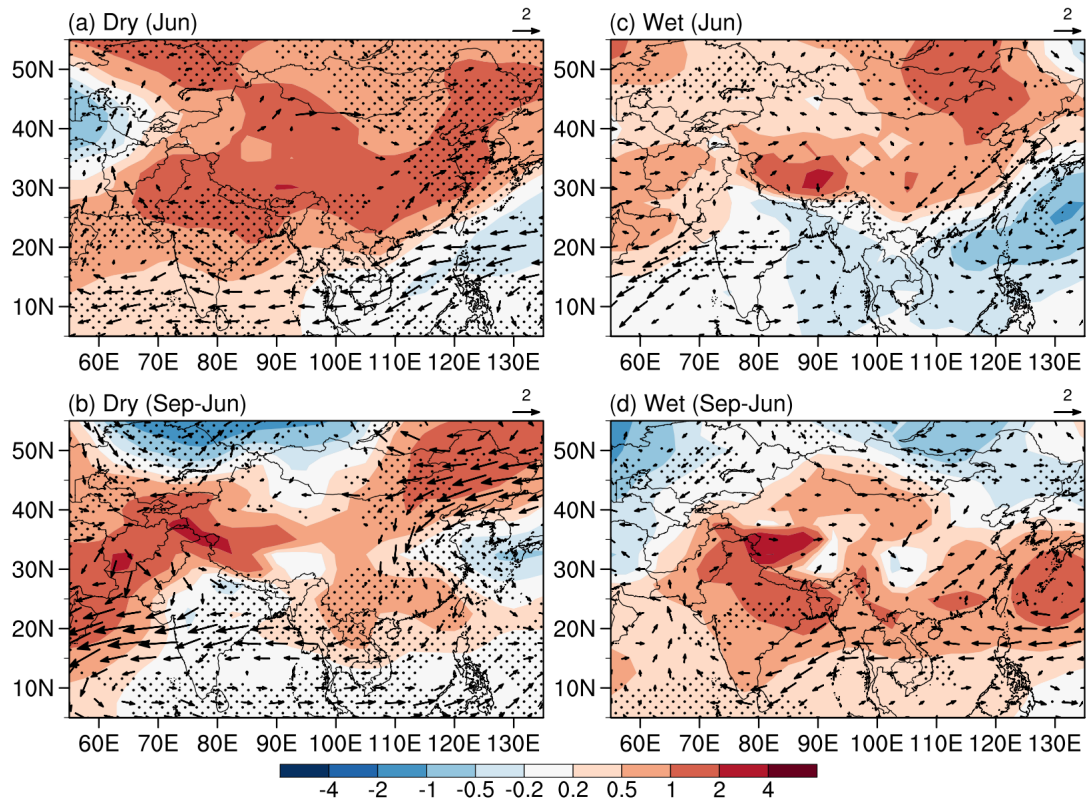 (a) Dry (Jun)
2
(c) Wet (Jun)
2
50N
40N
30N
20N
10N
60E 70E 80E 90E 100E 110E 120E 130E
50N
40N
30N
20N
10N
60E 70E 80E 90E 100E 110E 120E 130E
(b) Dry (Sep-Jun)
2
(d) Wet (Sep-Jun)
2
50N
40N
30N
20N
10N
60E 70E 80E 90E 100E 110E 120E 130E
50N
40N
30N
20N
10N
60E 70E 80E 90E 100E 110E 120E 130E
-4 -2 -1 -0.5 -0.2 0.2 0.5 1 2 4